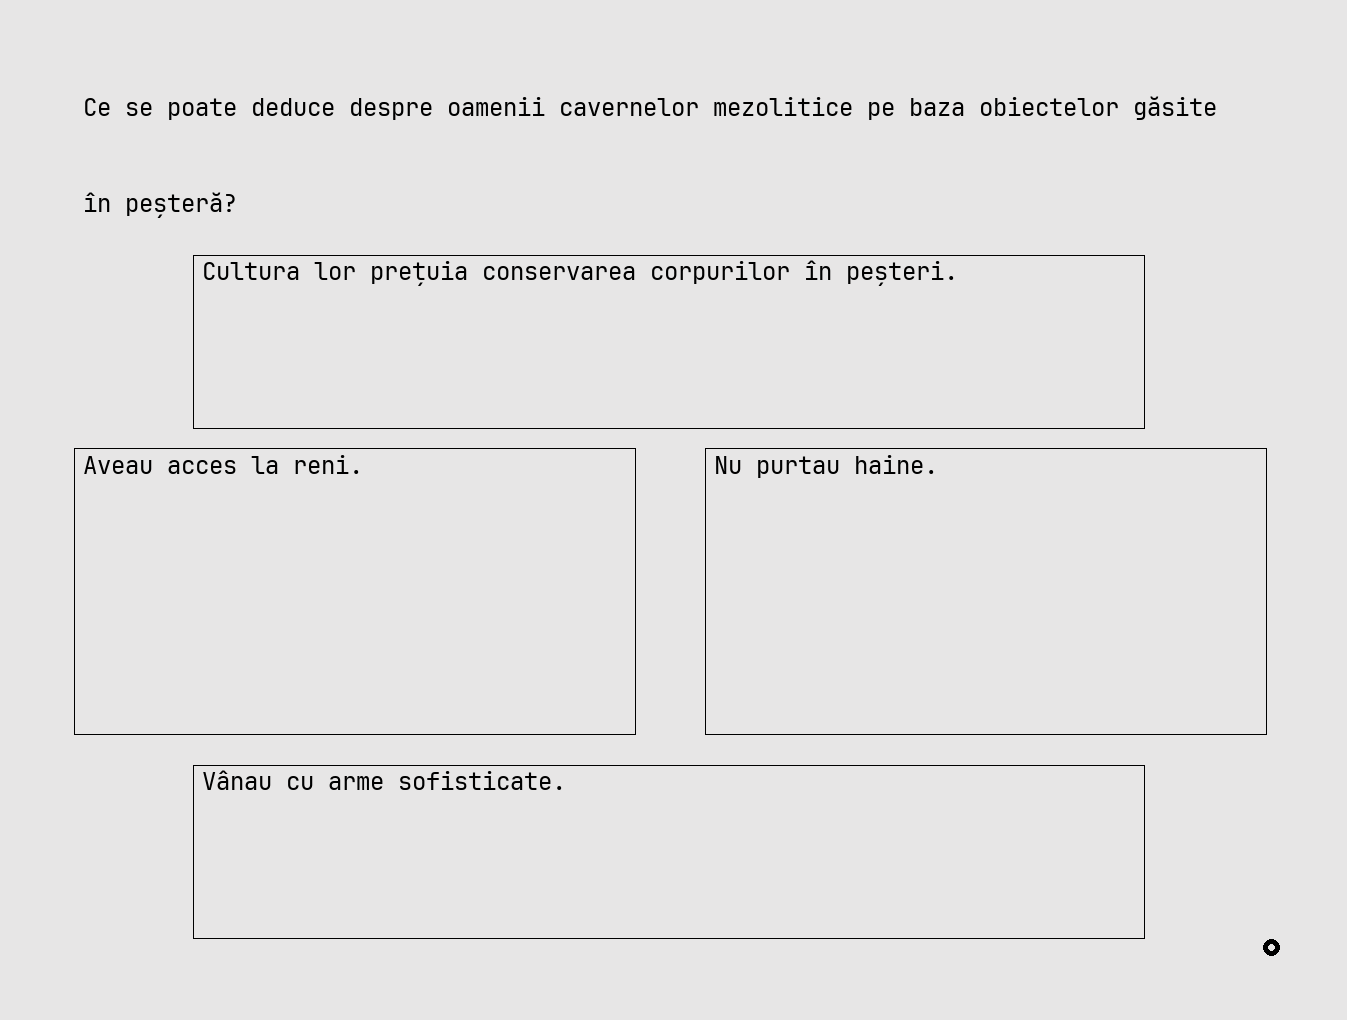 Ce se poate deduce despre oamenii cavernelor mezolitice pe baza obiectelor găsite
în peșteră?
Cultura lor prețuia conservarea corpurilor în peșteri.
Aveau acces la reni.
Nu purtau haine.
Vânau cu arme sofisticate.